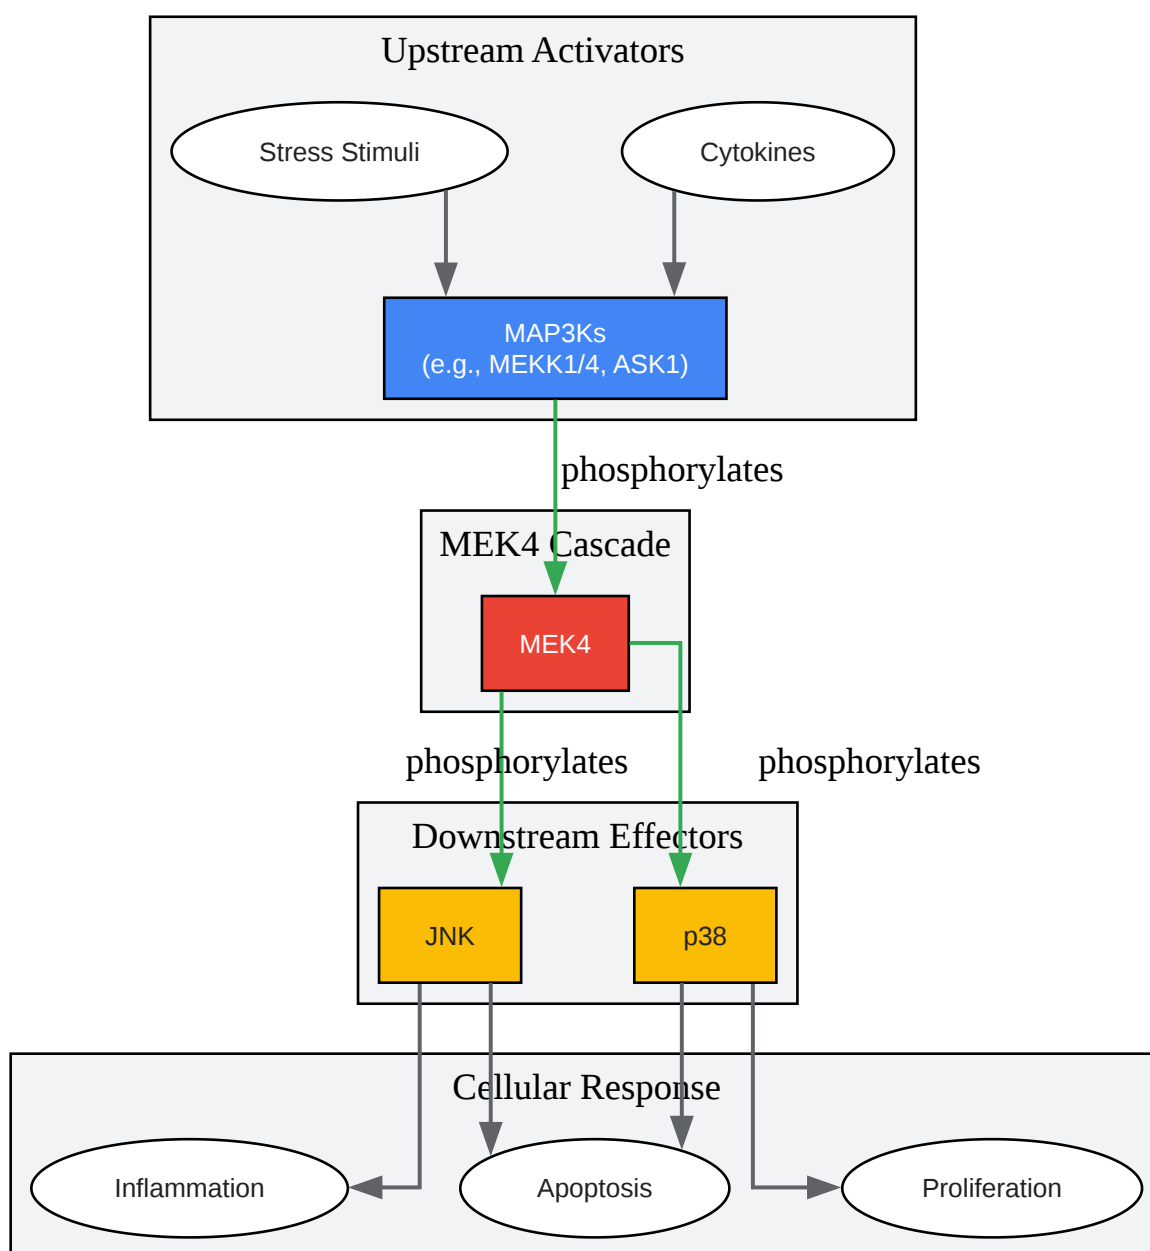 Upstream Activators
Stress Stimuli
Cytokines
MAP3Ks
(e.g., MEKK1/4, ASK1)
phosphorylates
MEK4 Cascade
MEK4
phosphorylates
phosphorylates
Downstream Effectors
JNK
p38
Cellular Response
Inflammation
Apoptosis
Proliferation